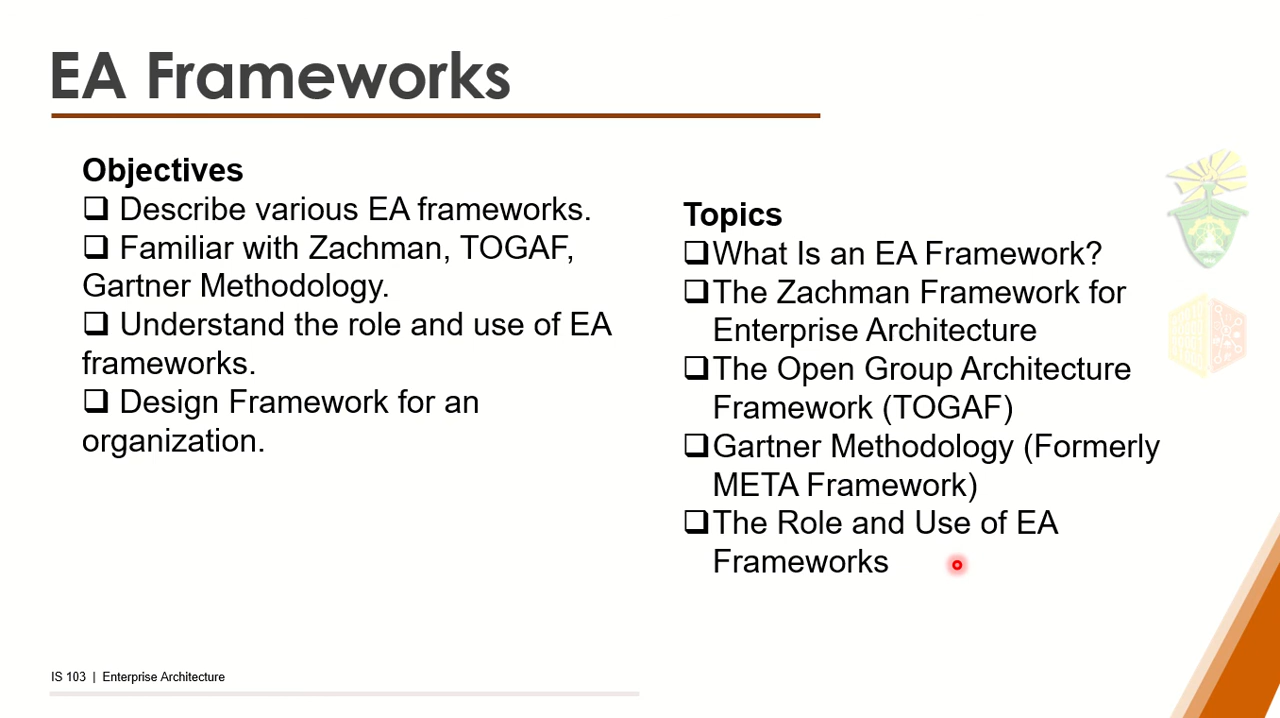 EA Frameworks
Objectives
❑ Describe various EA frameworks.
❑ Familiar with Zachman, TOGAF,
Gartner Methodology.
❑ Understand the role and use of EA
frameworks.
❑ Design Framework for an
organization.
Topics
❑What Is an EA Framework?
❑The Zachman Framework for
Enterprise Architecture
❑The Open Group Architecture
Framework (TOGAF)
❑Gartner Methodology (Formerly
META Framework)
❑The Role and Use of EA
Frameworks
IS 103 | Enterprise Architecture